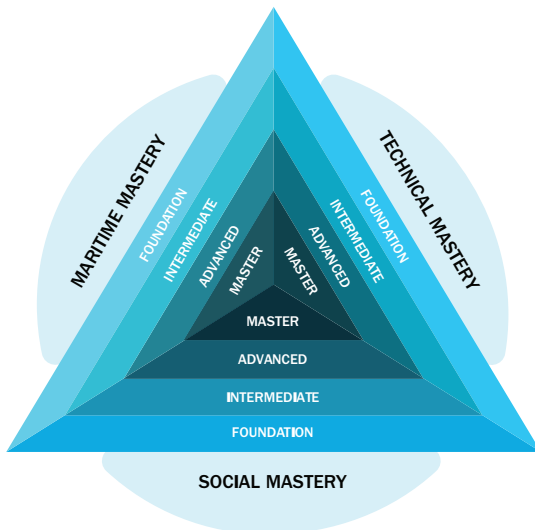 MARITIME MASTERY
FOUNDATION
INTERMEDIATE
ADVANCED
MASTER
TECHNICAL MASTERY
FOUNDATION
INTERMEDIATE
ADVANCED
MASTER
MASTER
ADVANCED
INTERMEDIATE
FOUNDATION
SOCIAL MASTERY